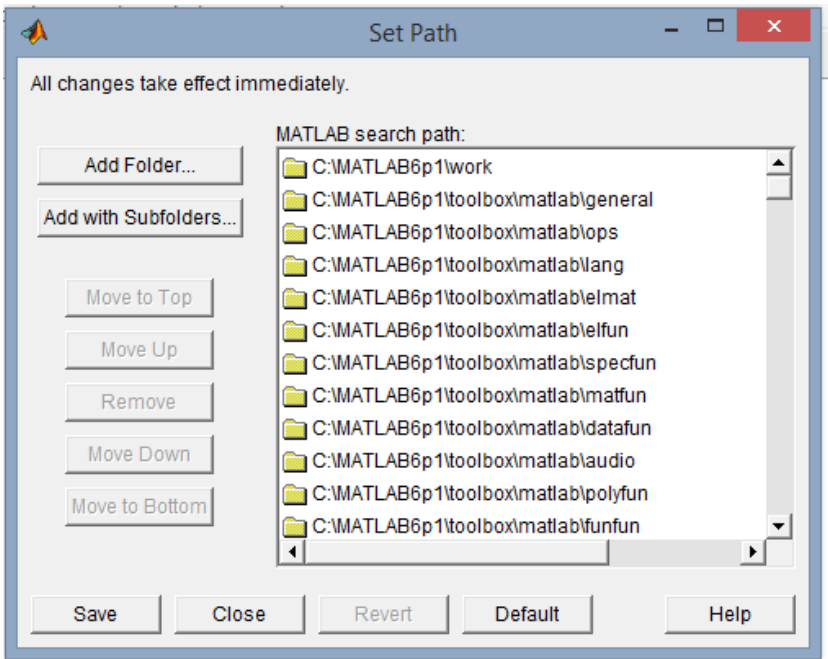 Set Path
All changes take effect immediately.
MATLAB search path:
Add Folder...
Add with Subfolders...
Move to Top
Move Up
Remove
Move Down
Move to Bottom
C:\MATLAB6p1\work
C:\MATLAB6p1\toolbox\matlab\general
C:\MATLAB6p1\toolbox\matlab\ops
C:\MATLAB6p1\toolbox\matlab\lang
C:\MATLAB6p1\toolbox\matlab\elmat
C:\MATLAB6p1\toolbox\matlab\elfun
C:\MATLAB6p1\toolbox\matlab\specfun
C:\MATLAB6p1\toolbox\matlab\matfun
C:\MATLAB6p1\toolbox\matlab\datafun
C:\MATLAB6p1\toolbox\matlab\audio
C:\MATLAB6p1\toolbox\matlab\polyfun
C:\MATLAB6p1\toolbox\matlab\funfun
Save Close Revert Default Help